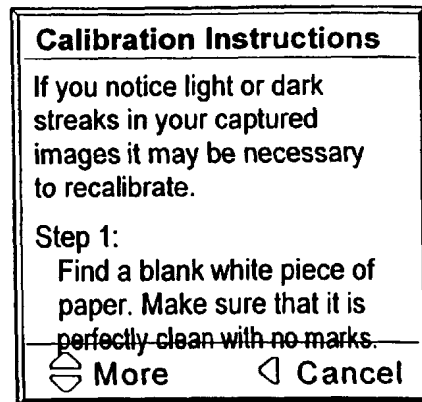 Calibration Instructions
If you notice light or dark
streaks in your captured
images it may be necessary
to recalibrate.
Step 1:
Find a blank white piece of
paper. Make sure that it is
perfectly clean with no marks.
More Cancel